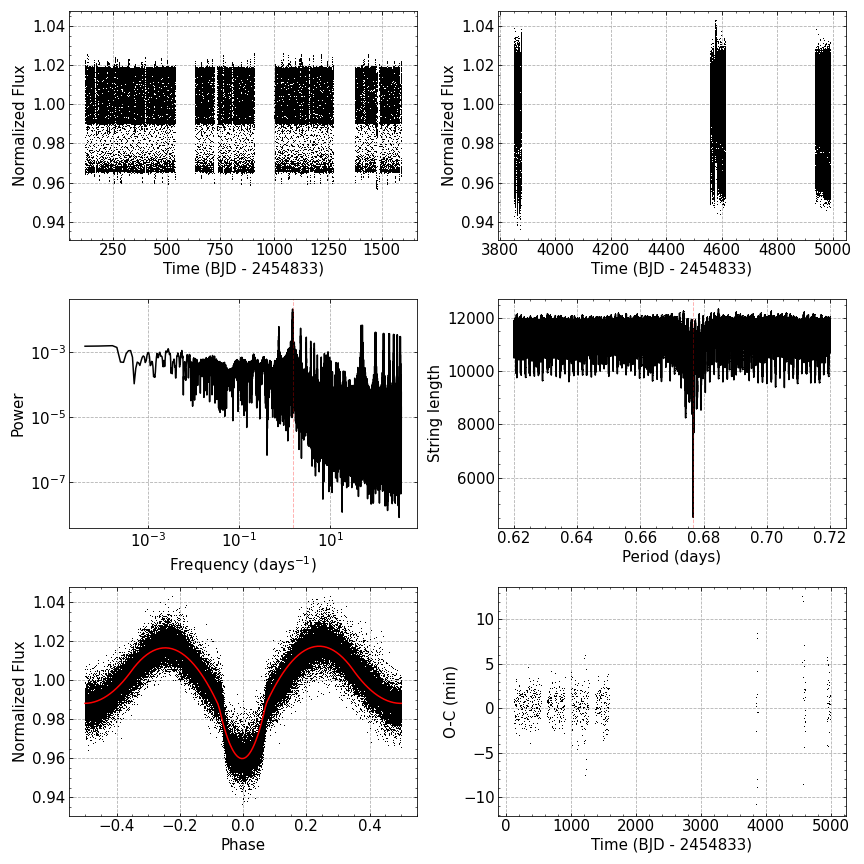 1.04
1.02
1.00
0.98
0.96
0.94
Normalized Flux
250 500 750 1000 1250 1500
Time (BJD - 2454833)
1.04
1.02
1.00
0.98
0.96
0.94
Normalized Flux
3800 4000 4200 4400 4600 4800 5000
Time (BJD - 2454833)
10⁻³
10⁻⁵
10⁻⁷
Power
10⁻³ 10⁻¹ 10¹
Frequency (days⁻¹)
12000
10000
8000
6000
String length
0.62 0.64 0.66 0.68 0.70 0.72
Period (days)
1.04
1.02
1.00
0.98
0.96
0.94
Normalized Flux
−0.4 −0.2 0.0 0.2 0.4
Phase
10
5
0
−5
−10
O-C (min)
0 1000 2000 3000 4000 5000
Time (BJD - 2454833)